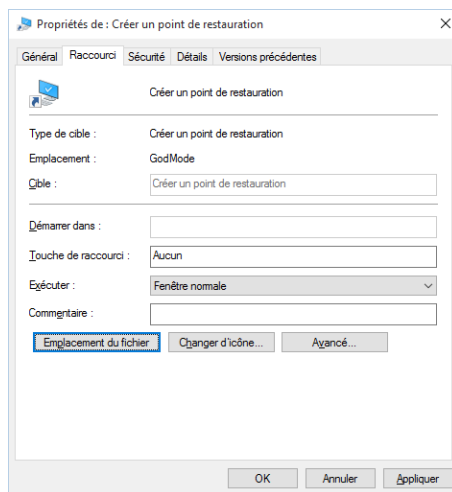 Propriétés de : Créer un point de restauration
Général Raccourci Sécurité Détails Versions précédentes
Créer un point de restauration
Type de cible : Créer un point de restauration
Emplacement : GodMode
Cible : Créer un point de restauration
Démarrer dans :
Touche de raccourci : Aucun
Exécuter : Fenêtre normale
Commentaire :
Emplacement du fichier Changer d'icône... Avancé...
OK Annuler Appliquer